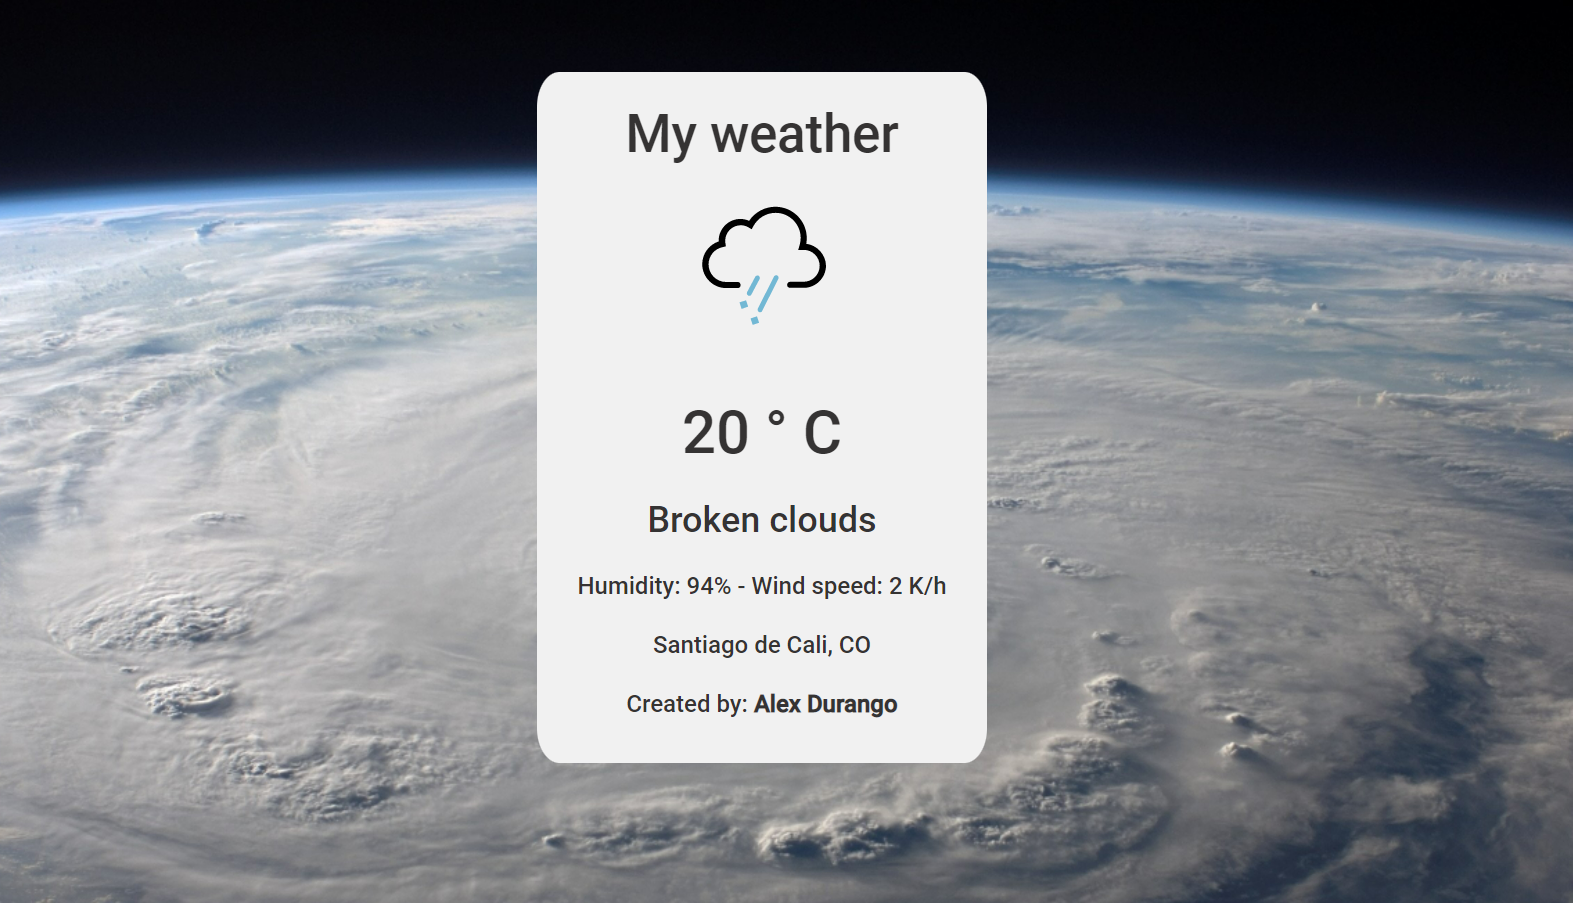 My weather
20 ° C
Broken clouds
Humidity: 94% - Wind speed: 2 K/h
Santiago de Cali, CO
Created by: Alex Durango